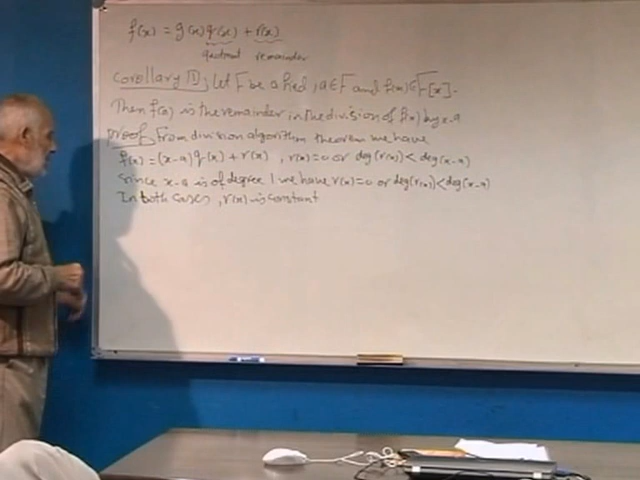 f(x) = g(x)q(x) + r(x)
quotient remainder
Corollary 1); Let F be a field, a∈F and f(x)∈F[x].
Then f(a) is the remainder in the division of f(x) by x-a
proof From division algorithm theorem we have
f(x) = (x-a)q(x) + r(x) , r(x)=0 or deg(r(x)) < deg(x-a)
Since x-a is of degree 1 we have r(x)=0 or deg(r(x)) < deg(x-a)
In both cases, r(x) is constant